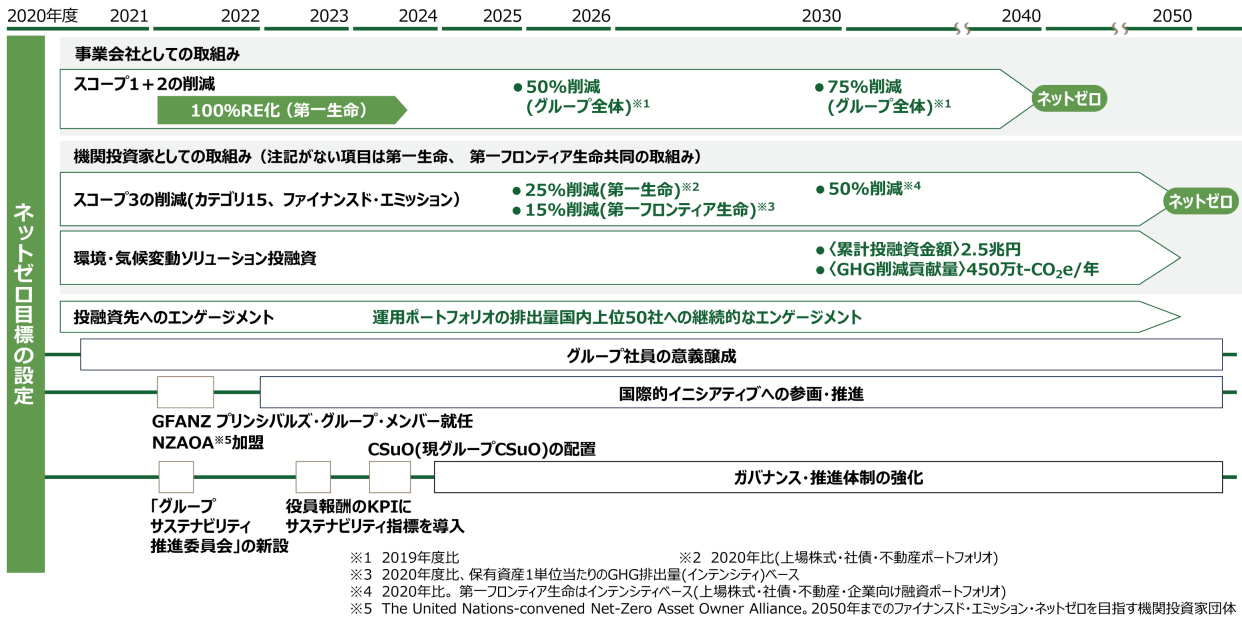 2020年度 2021 2022 2023 2024 2025 2026 2030 2040 2050
ネットゼロ目標の設定
事業会社としての取組み
スコープ1+2の削減
100%RE化（第一生命）
●50%削減
(グループ全体)※1
●75%削減
(グループ全体)※1
ネットゼロ
機関投資家としての取組み（注記がない項目は第一生命、 第一フロンティア生命共同の取組み）
スコープ3の削減(カテゴリ15、ファイナンスド・エミッション）
●25%削減(第一生命)※2
●15%削減(第一フロンティア生命)※3
●50%削減※4
ネットゼロ
環境・気候変動ソリューション投融資
●〈累計投融資金額〉2.5兆円
●〈GHG削減貢献量〉450万t-CO₂e/年
投融資先へのエンゲージメント
運用ポートフォリオの排出量国内上位50社への継続的なエンゲージメント
グループ社員の意義醸成
国際的イニシアティブへの参画・推進
GFANZ プリンシパルズ・グループ・メンバー就任
NZAOA※5加盟
CSuO(現グループCSuO)の配置
ガバナンス・推進体制の強化
「グループ
サステナビリティ
推進委員会」の新設
役員報酬のKPIに
サステナビリティ指標を導入
※1 2019年度比
※2 2020年比(上場株式・社債・不動産ポートフォリオ)
※3 2020年度比、保有資産1単位当たりのGHG排出量(インテンシティ)ベース
※4 2020年比。第一フロンティア生命はインテンシティベース(上場株式・社債・不動産・企業向け融資ポートフォリオ)
※5 The United Nations-convened Net-Zero Asset Owner Alliance。2050年までのファイナンスド・エミッション・ネットゼロを目指す機関投資家団体